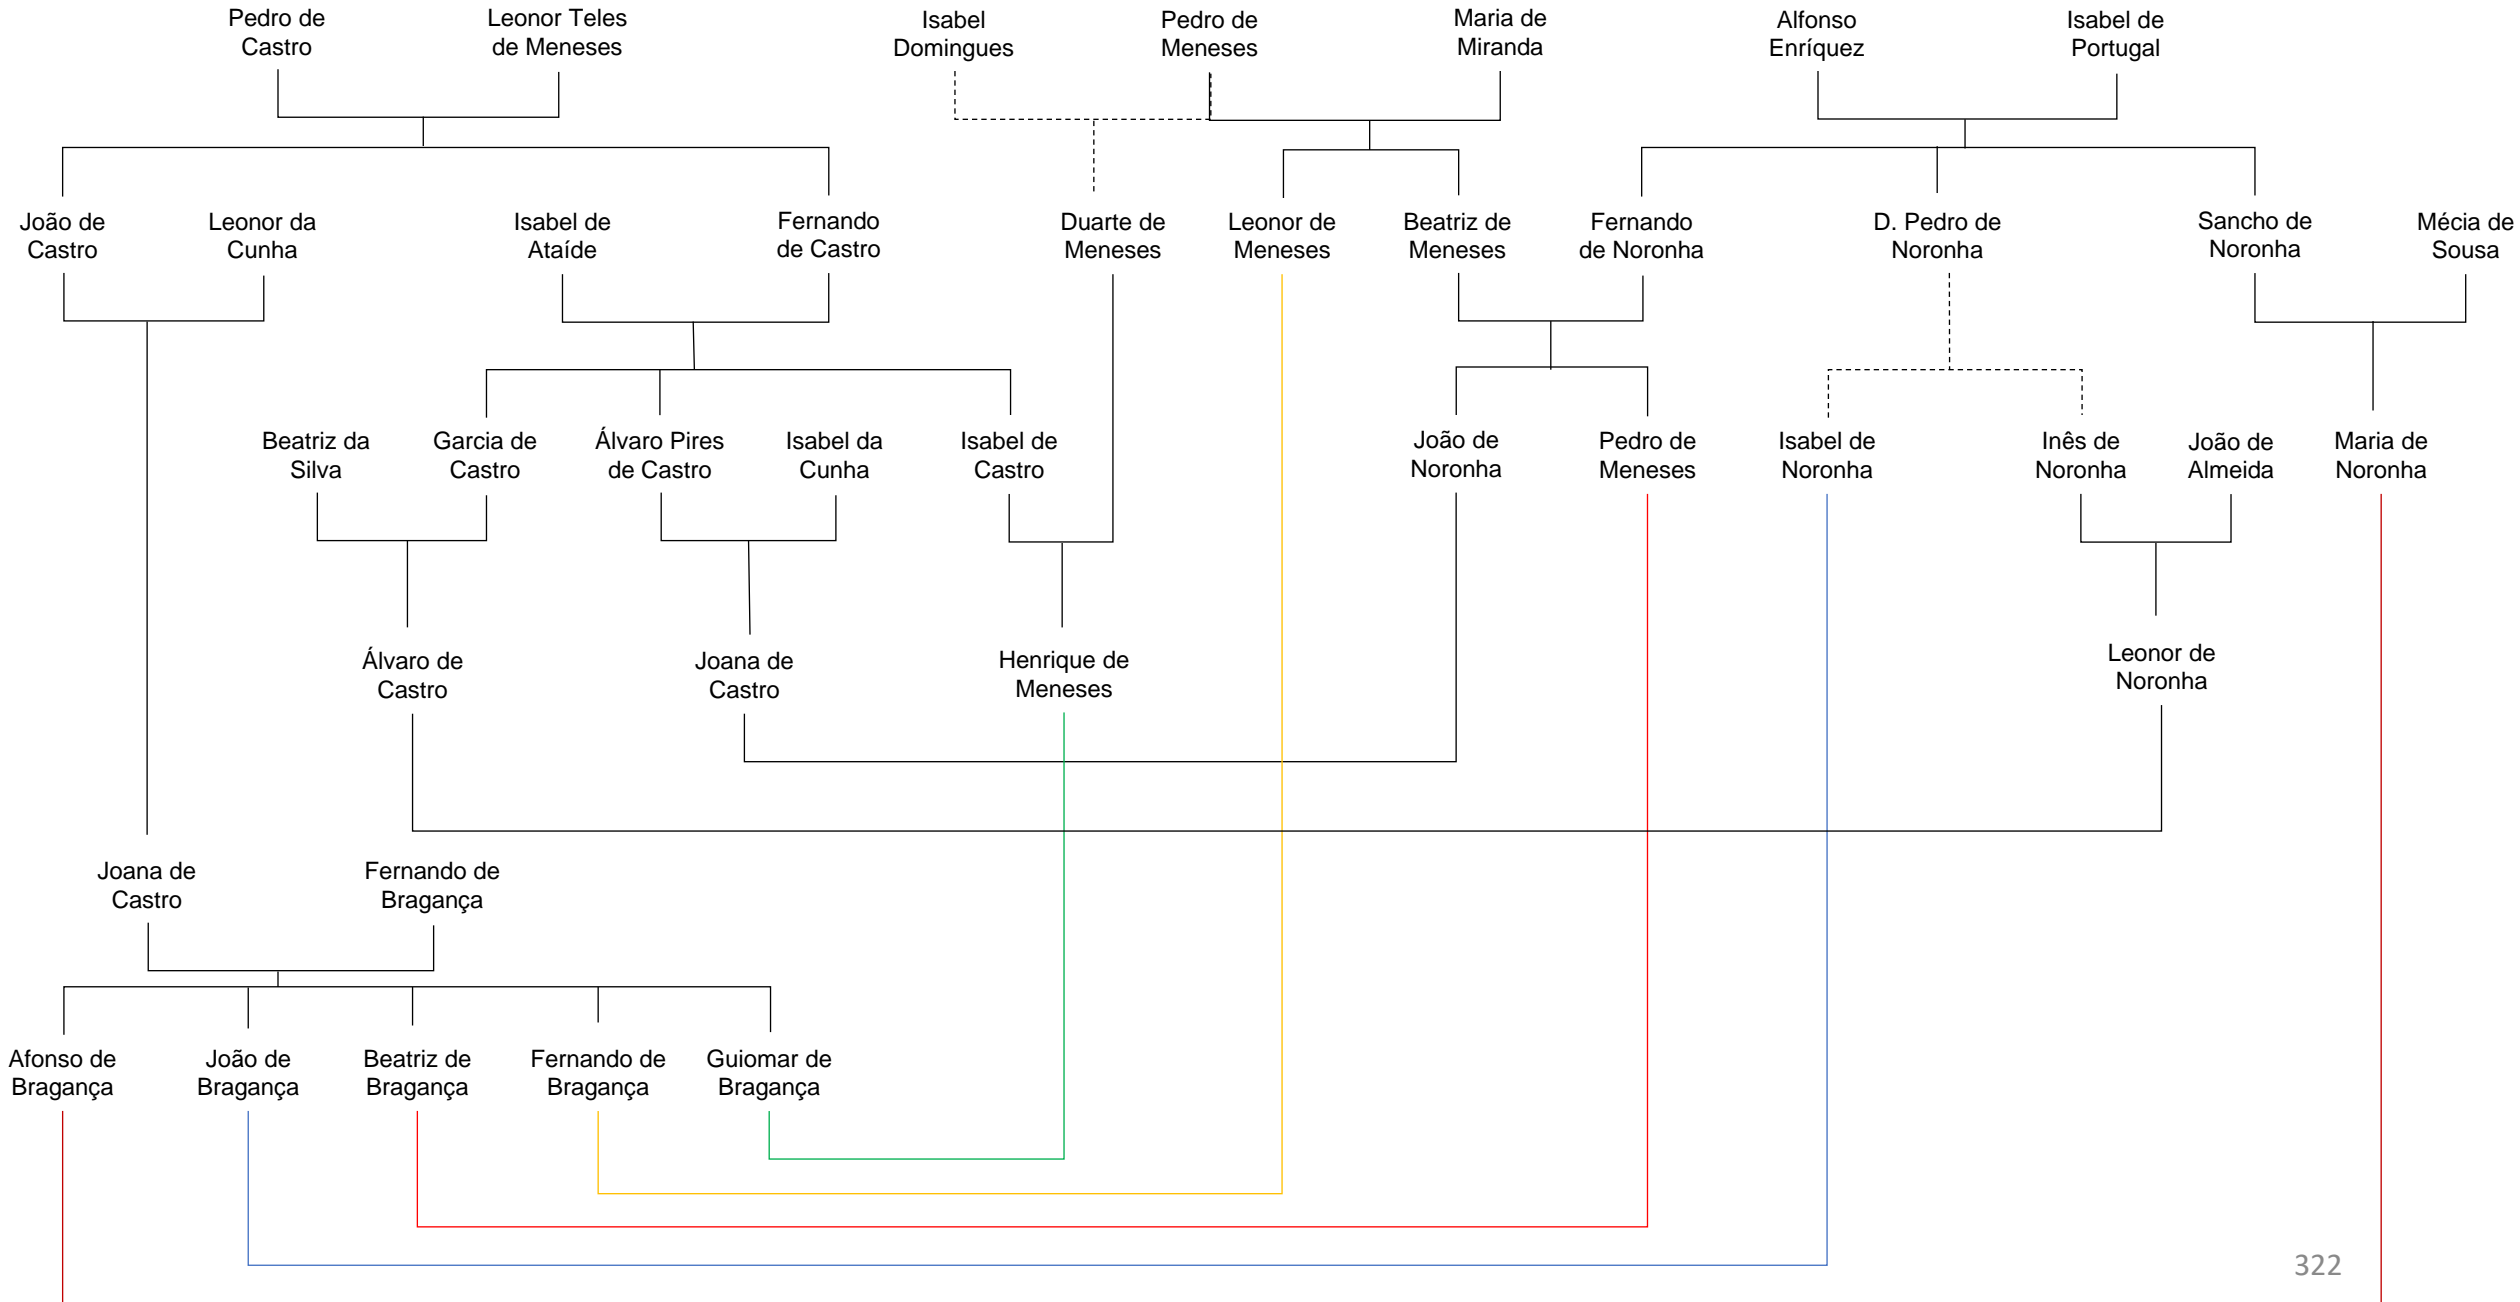 Pedro de
Castro
Leonor Teles
de Meneses
Isabel
Domingues
Pedro de
Meneses
Maria de
Miranda
Alfonso
Enríquez
Isabel de
Portugal
João de
Castro
Leonor da
Cunha
Isabel de
Ataíde
Fernando
de Castro
Duarte de
Meneses
Leonor de
Meneses
Beatriz de
Meneses
Fernando
de Noronha
D. Pedro de
Noronha
Sancho de
Noronha
Mécia de
Sousa
Beatriz da
Silva
Garcia de
Castro
Álvaro Pires
de Castro
Isabel da
Cunha
Isabel de
Castro
João de
Noronha
Pedro de
Meneses
Isabel de
Noronha
Inês de
Noronha
João de
Almeida
Maria de
Noronha
Álvaro de
Castro
Joana de
Castro
Henrique de
Meneses
Leonor de
Noronha
Joana de
Castro
Fernando de
Bragança
Afonso de
Bragança
João de
Bragança
Beatriz de
Bragança
Fernando de
Bragança
Guiomar de
Bragança
322